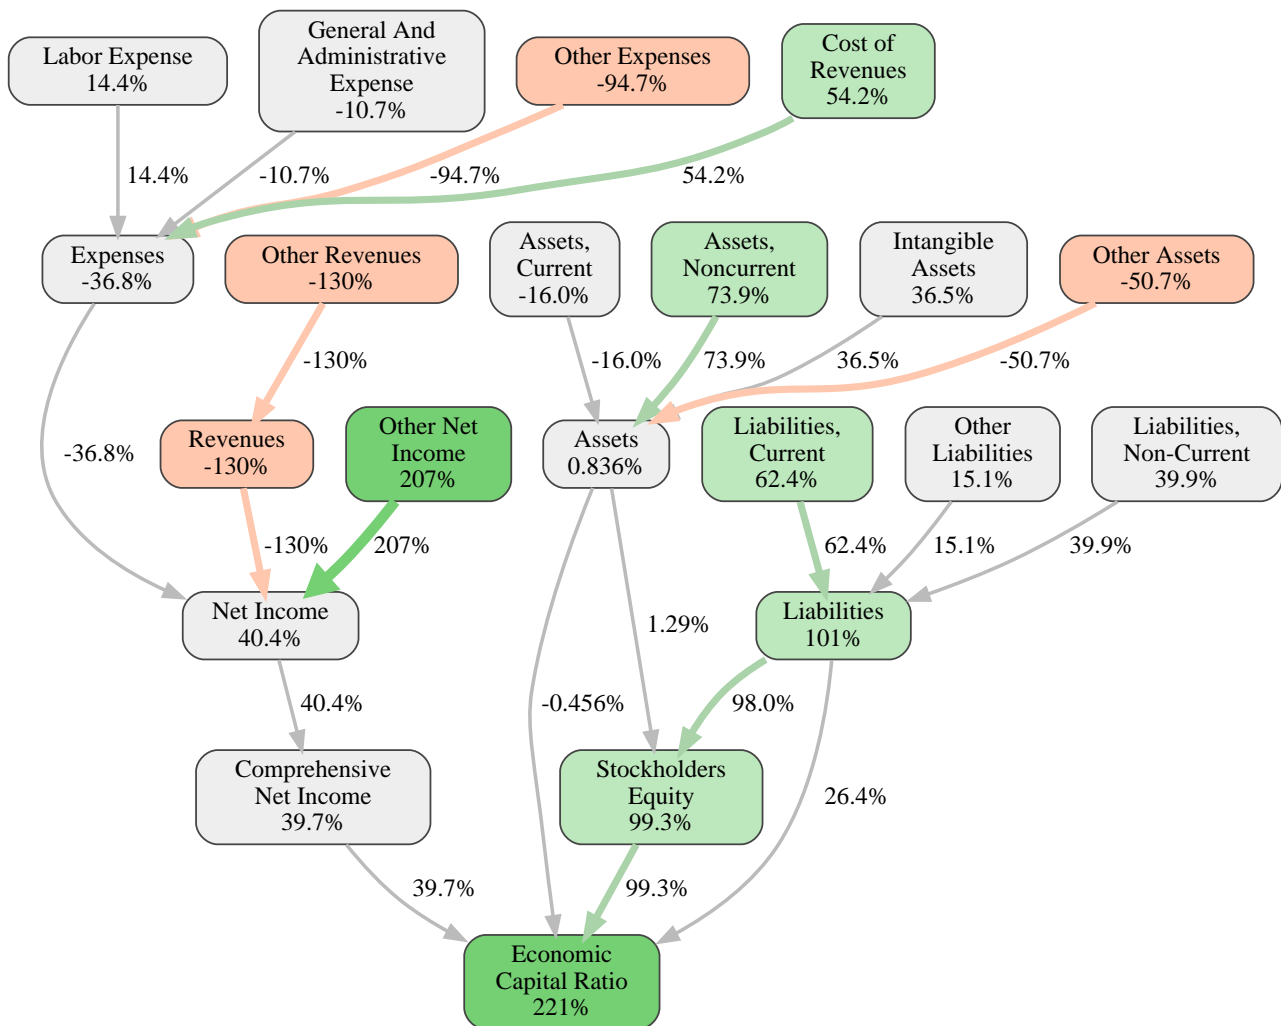 Labor Expense
14.4%
General And
Administrative
Expense
-10.7%
Other Expenses
-94.7%
Cost of
Revenues
54.2%
14.4%
-10.7%
-94.7%
54.2%
Expenses
-36.8%
Other Revenues
-130%
Assets,
Current
-16.0%
Assets,
Noncurrent
73.9%
Intangible
Assets
36.5%
Other Assets
-50.7%
-130%
-16.0%
73.9%
36.5%
-50.7%
-36.8%
Revenues
-130%
Other Net
Income
207%
Assets
0.836%
Liabilities,
Current
62.4%
Other
Liabilities
15.1%
Liabilities,
Non-Current
39.9%
-130%
207%
62.4%
15.1%
39.9%
Net Income
40.4%
1.29%
Liabilities
101%
40.4%
-0.456%
98.0%
26.4%
Comprehensive
Net Income
39.7%
Stockholders
Equity
99.3%
39.7%
99.3%
Economic
Capital Ratio
221%